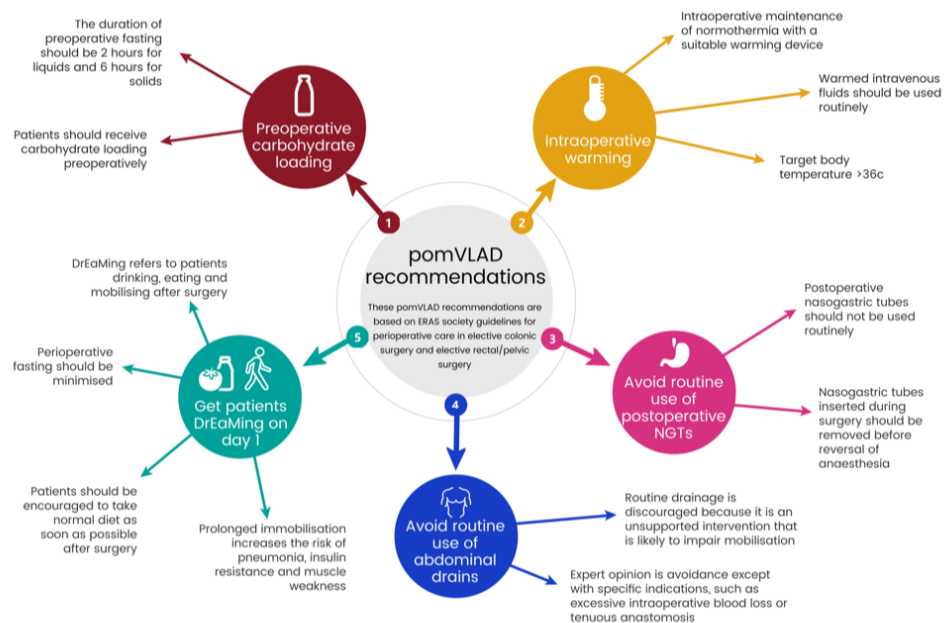 pomVLAD
recommendations
These pomVLAD recommendations are
based on ERAS society guidelines for
perioperative care in elective colonic
surgery and elective rectal/pelvic
surgery
1
Preoperative
carbohydrate
loading
The duration of
preoperative fasting
should be 2 hours for
liquids and 6 hours for
solids
Patients should receive
carbohydrate loading
preoperatively
2
Intraoperative
warming
Intraoperative maintenance
of normothermia with a
suitable warming device
Warmed intravenous
fluids should be used
routinely
Target body
temperature >36c
3
Avoid routine
use of
postoperative
NGTs
Postoperative
nasogastric tubes
should not be used
routinely
Nasogastric tubes
inserted during
surgery should be
removed before
reversal of
anaesthesia
4
Avoid routine
use of
abdominal
drains
Routine drainage is
discouraged because it is an
unsupported intervention that
is likely to impair mobilisation
Expert opinion is avoidance except
with specific indications, such as
excessive intraoperative blood loss or
tenuous anastomosis
5
Get patients
DrEaMing on
day 1
DrEaMing refers to patients
drinking, eating and
mobilising after surgery
Perioperative
fasting should be
minimised
Patients should be
encouraged to take
normal diet as
soon as possible
after surgery
Prolonged immobilisation
increases the risk of
pneumonia, insulin
resistance and muscle
weakness